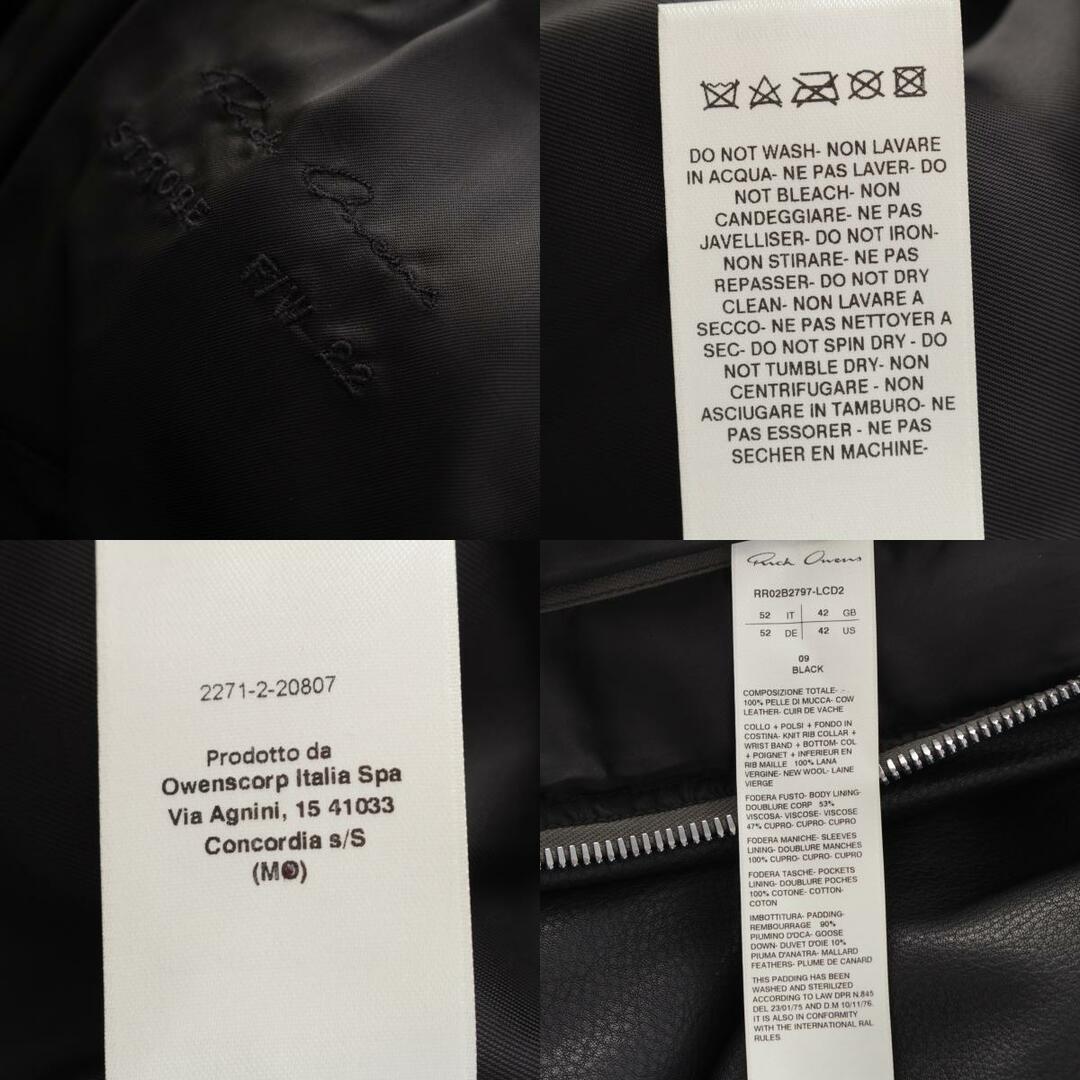 Rick Owens
STROBE F/W 22
DO NOT WASH- NON LAVARE
IN ACQUA- NE PAS LAVER- DO
NOT BLEACH- NON
CANDEGGIARE- NE PAS
JAVELLISER- DO NOT IRON-
NON STIRARE- NE PAS
REPASSER- DO NOT DRY
CLEAN- NON LAVARE A
SECCO- NE PAS NETTOYER A
SEC- DO NOT SPIN DRY - DO
NOT TUMBLE DRY- NON
CENTRIFUGARE - NON
ASCIUGARE IN TAMBURO- NE
PAS ESSORER - NE PAS
SECHER EN MACHINE-
2271-2-20807
Prodotto da
Owenscorp Italia Spa
Via Agnini, 15 41033
Concordia s/S
(MO)
Rick Owens
RR02B2797-LCD2
52 IT 42 GB
52 DE 42 US
09
BLACK
COMPOSIZIONE TOTALE- -
100% PELLE DI MUCCA- COW
LEATHER- CUIR DE VACHE
COLLO + POLSI + FONDO IN
COSTINA- KNIT RIB COLLAR +
WRIST BAND + BOTTOM- COL
+ POIGNET + INFERIEUR EN
RIB MAILLE 100% LANA
VERGINE- NEW WOOL- LAINE
VIERGE
FODERA FUSTO- BODY LINING-
DOUBLURE CORP 53%
VISCOSA- VISCOSE- VISCOSE
47% CUPRO- CUPRO- CUPRO
FODERA MANICHE- SLEEVES
LINING- DOUBLURE MANCHES
100% CUPRO- CUPRO- CUPRO
FODERA TASCHE- POCKETS
LINING- DOUBLURE POCHES
100% COTONE- COTTON-
COTON
IMBOTTITURA- PADDING-
REMBOURRAGE 90%
PIUMINO D'OCA- GOOSE
DOWN- DUVET D'OIE 10%
PIUMA D'ANATRA- MALLARD
FEATHERS- PLUME DE CANARD
THIS PADDING HAS BEEN
WASHED AND STERILIZED
ACCORDING TO LAW DPR N.845
DEL 23/01/75 AND D.M 10/11/76.
IT IS ALSO IN CONFORMITY
WITH THE INTERNATIONAL RAL
RULES